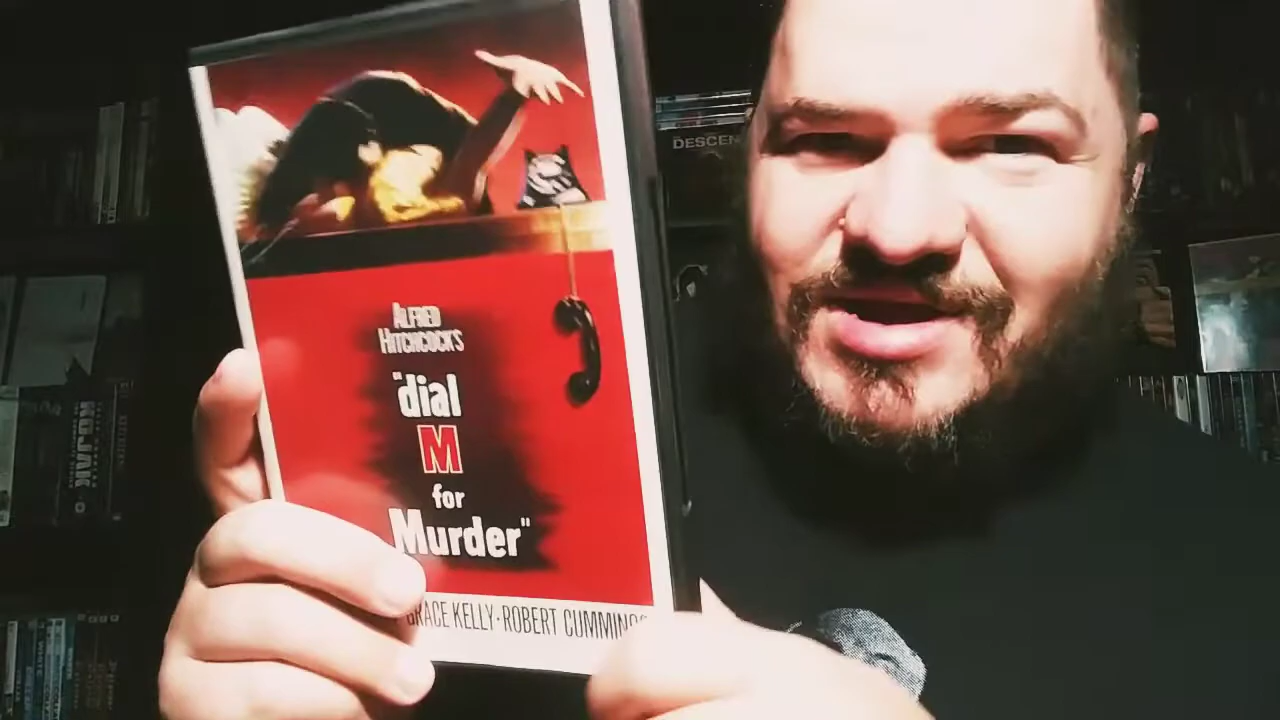 ALFRED
HITCHCOCK'S
"dial
M
for
Murder"
GRACE KELLY · ROBERT CUMMINGS
DESCEN
KOJAK